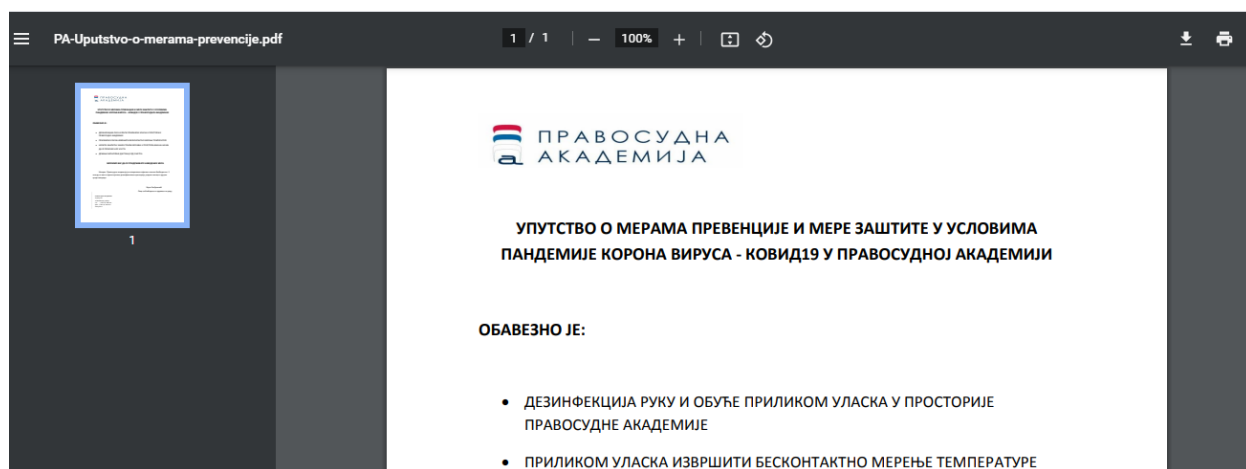 PA-Uputstvo-o-merama-prevencije.pdf
1 / 1
100%
1
ПРАВОСУДНА
АКАДЕМИЈА
УПУТСТВО О МЕРАМА ПРЕВЕНЦИЈЕ И МЕРЕ ЗАШТИТЕ У УСЛОВИМА
ПАНДЕМИЈЕ КОРОНА ВИРУСА - КОВИД19 У ПРАВОСУДНОЈ АКАДЕМИЈИ
ОБАВЕЗНО ЈЕ:
• ДЕЗИНФЕКЦИЈА РУКУ И ОБУЋЕ ПРИЛИКОМ УЛАСКА У ПРОСТОРИЈЕ
ПРАВОСУДНЕ АКАДЕМИЈЕ
• ПРИЛИКОМ УЛАСКА ИЗВРШИТИ БЕСКОНТАКТНО МЕРЕЊЕ ТЕМПЕРАТУРЕ